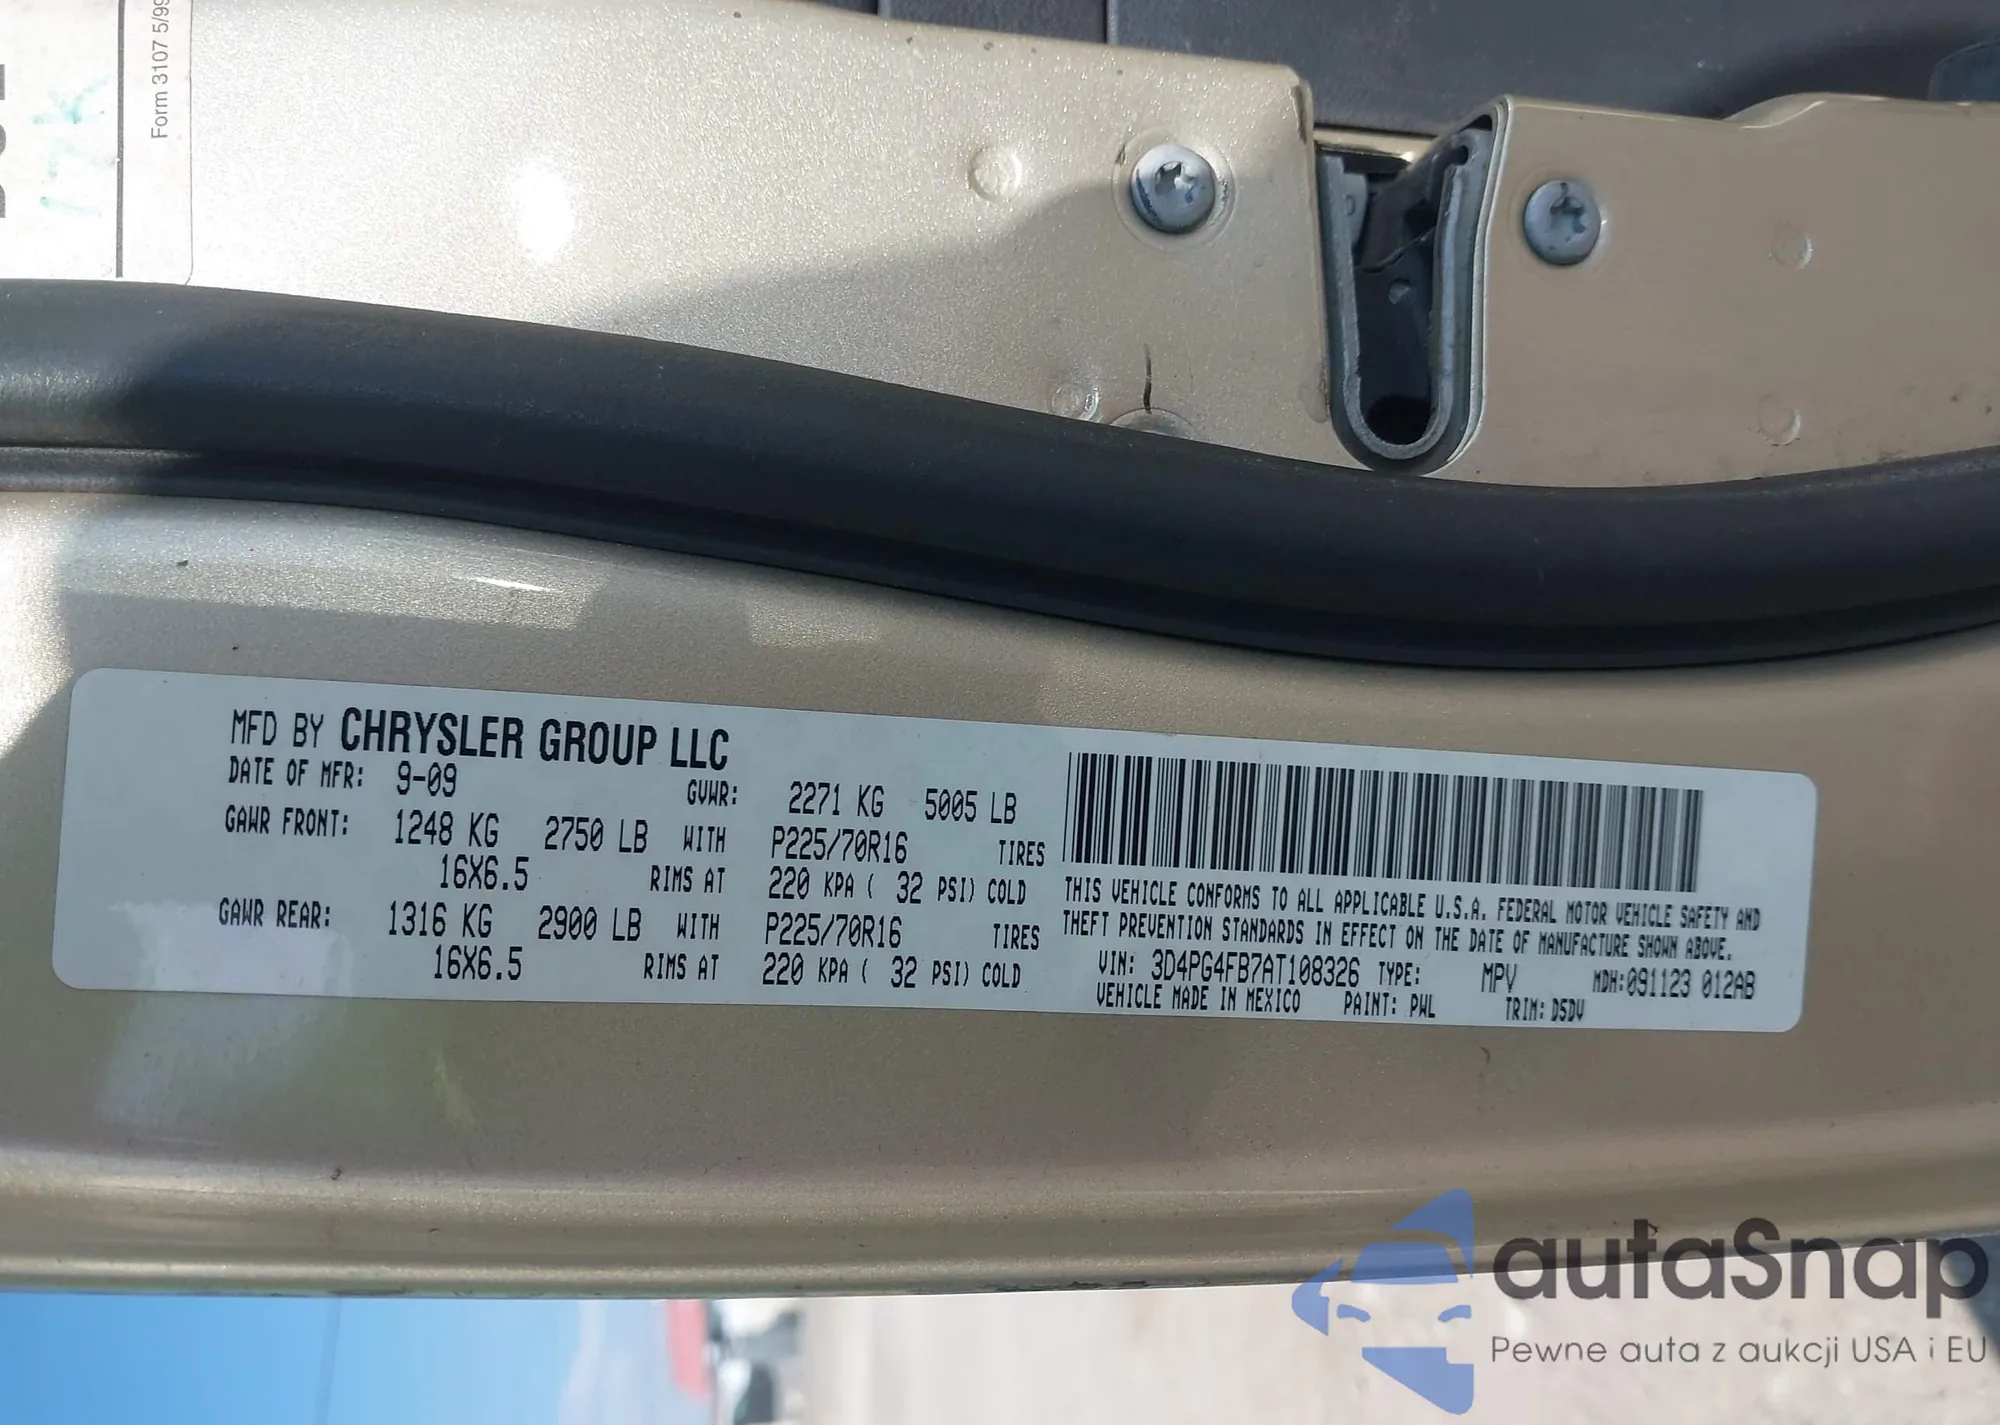 Form 3107 5/99
17K
MFD BY CHRYSLER GROUP LLC
DATE OF MFR: 9-09 GVWR: 2271 KG 5005 LB
GAWR FRONT: 1248 KG 2750 LB WITH P225/70R16 TIRES
16X6.5 RIMS AT 220 KPA ( 32 PSI) COLD
GAWR REAR: 1316 KG 2900 LB WITH P225/70R16 TIRES
16X6.5 RIMS AT 220 KPA ( 32 PSI) COLD
THIS VEHICLE CONFORMS TO ALL APPLICABLE U.S.A. FEDERAL MOTOR VEHICLE SAFETY AND
THEFT PREVENTION STANDARDS IN EFFECT ON THE DATE OF MANUFACTURE SHOWN ABOVE.
VIN: 3D4PG4FB7AT108326 TYPE: MPV MDH:091123 012AB
VEHICLE MADE IN MEXICO PAINT: PWL TRIM: D5DV
autaSnap
Pewne auta z aukcji USA i EU